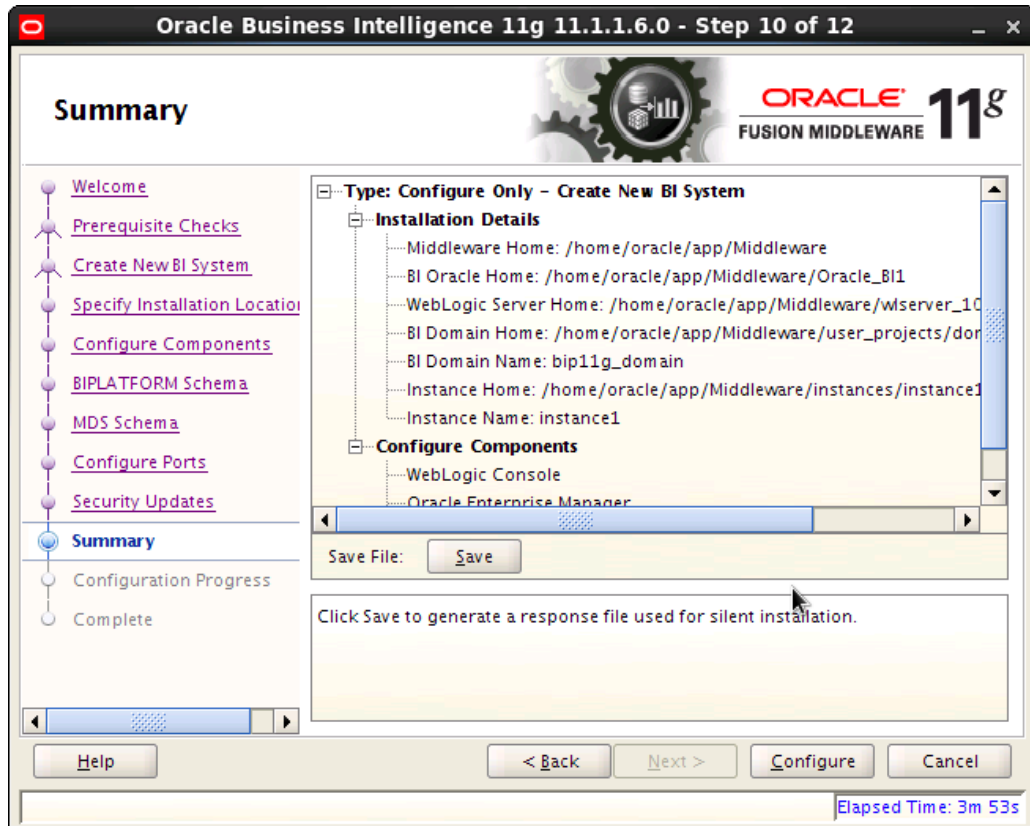 Oracle Business Intelligence 11g 11.1.1.6.0 - Step 10 of 12
Summary
ORACLE
FUSION MIDDLEWARE
11g
Welcome
Prerequisite Checks
Create New BI System
Specify Installation Location
Configure Components
BIPLATFORM Schema
MDS Schema
Configure Ports
Security Updates
Summary
Configuration Progress
Complete
Type: Configure Only - Create New BI System
Installation Details
Middleware Home: /home/oracle/app/Middleware
BI Oracle Home: /home/oracle/app/Middleware/Oracle_BI1
WebLogic Server Home: /home/oracle/app/Middleware/wlserver_10
BI Domain Home: /home/oracle/app/Middleware/user_projects/dor
BI Domain Name: bip11g_domain
Instance Home: /home/oracle/app/Middleware/instances/instance1
Instance Name: instance1
Configure Components
WebLogic Console
Oracle Enterprise Manager
Save File:
Save
Click Save to generate a response file used for silent installation.
Help
< Back
Next >
Configure
Cancel
Elapsed Time: 3m 53s